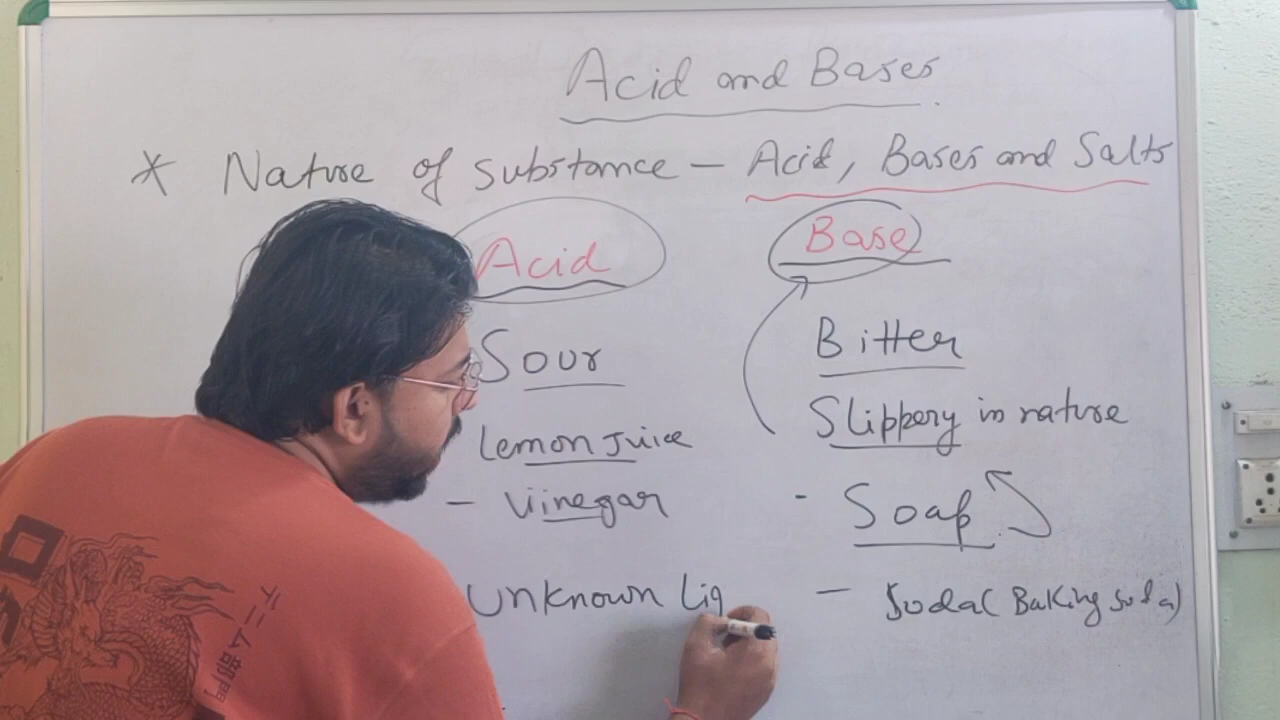 Acid and Bases
* Nature of substance - Acid, Bases and Salts
Acid
Base
Sour
Bitter
Lemon Juice
Slippery in nature
- Viinegar
- Soap
Unknown Liq
- Soda( Baking soda)